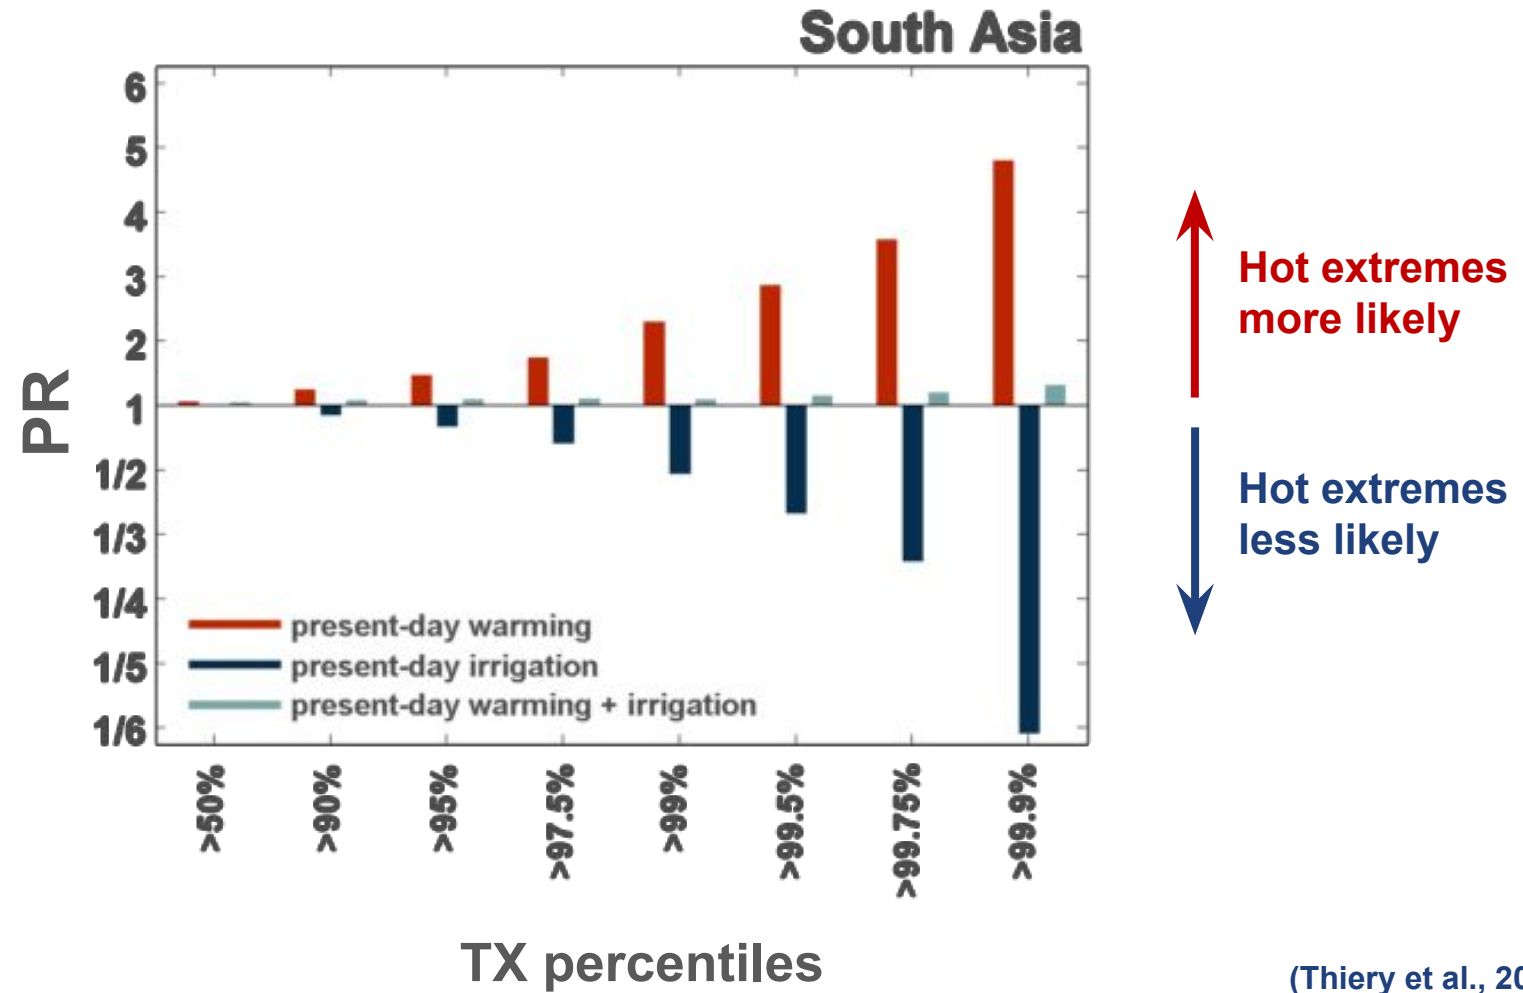 South Asia
6
5
4
3
2
1
1/2
1/3
1/4
1/5
1/6
PR
present-day warming
present-day irrigation
present-day warming + irrigation
>50%
>90%
>95%
>97.5%
>99%
>99.5%
>99.75%
>99.9%
TX percentiles
Hot extremes
more likely
Hot extremes
less likely
(Thiery et al., 20